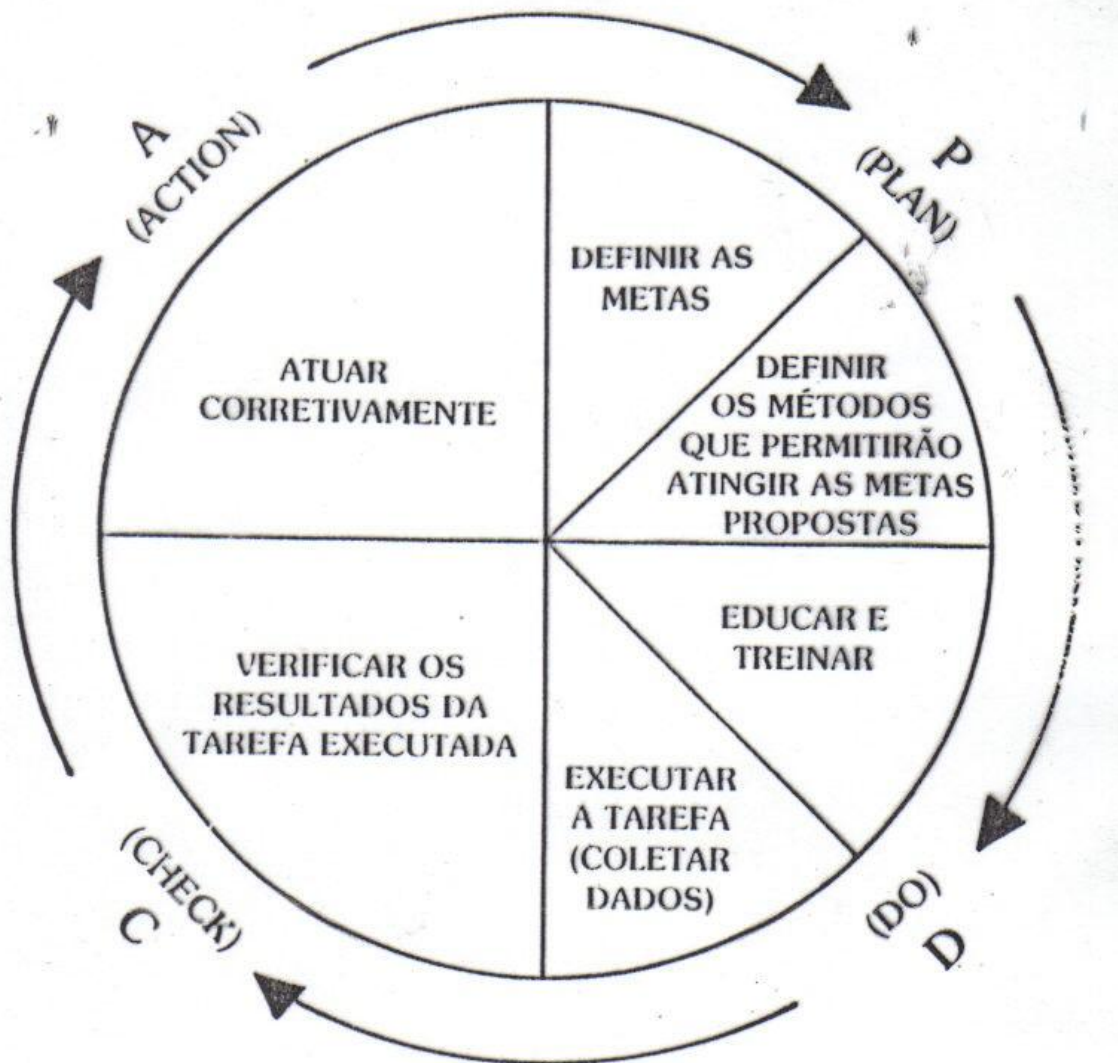 A
(ACTION)
P
(PLAN)
DEFINIR AS
METAS
DEFINIR
OS MÉTODOS
QUE PERMITIRÃO
ATINGIR AS METAS
PROPOSTAS
ATUAR
CORRETIVAMENTE
EDUCAR E
TREINAR
VERIFICAR OS
RESULTADOS DA
TAREFA EXECUTADA
EXECUTAR
A TAREFA
(COLETAR
DADOS)
(DO)
D
(CHECK)
C